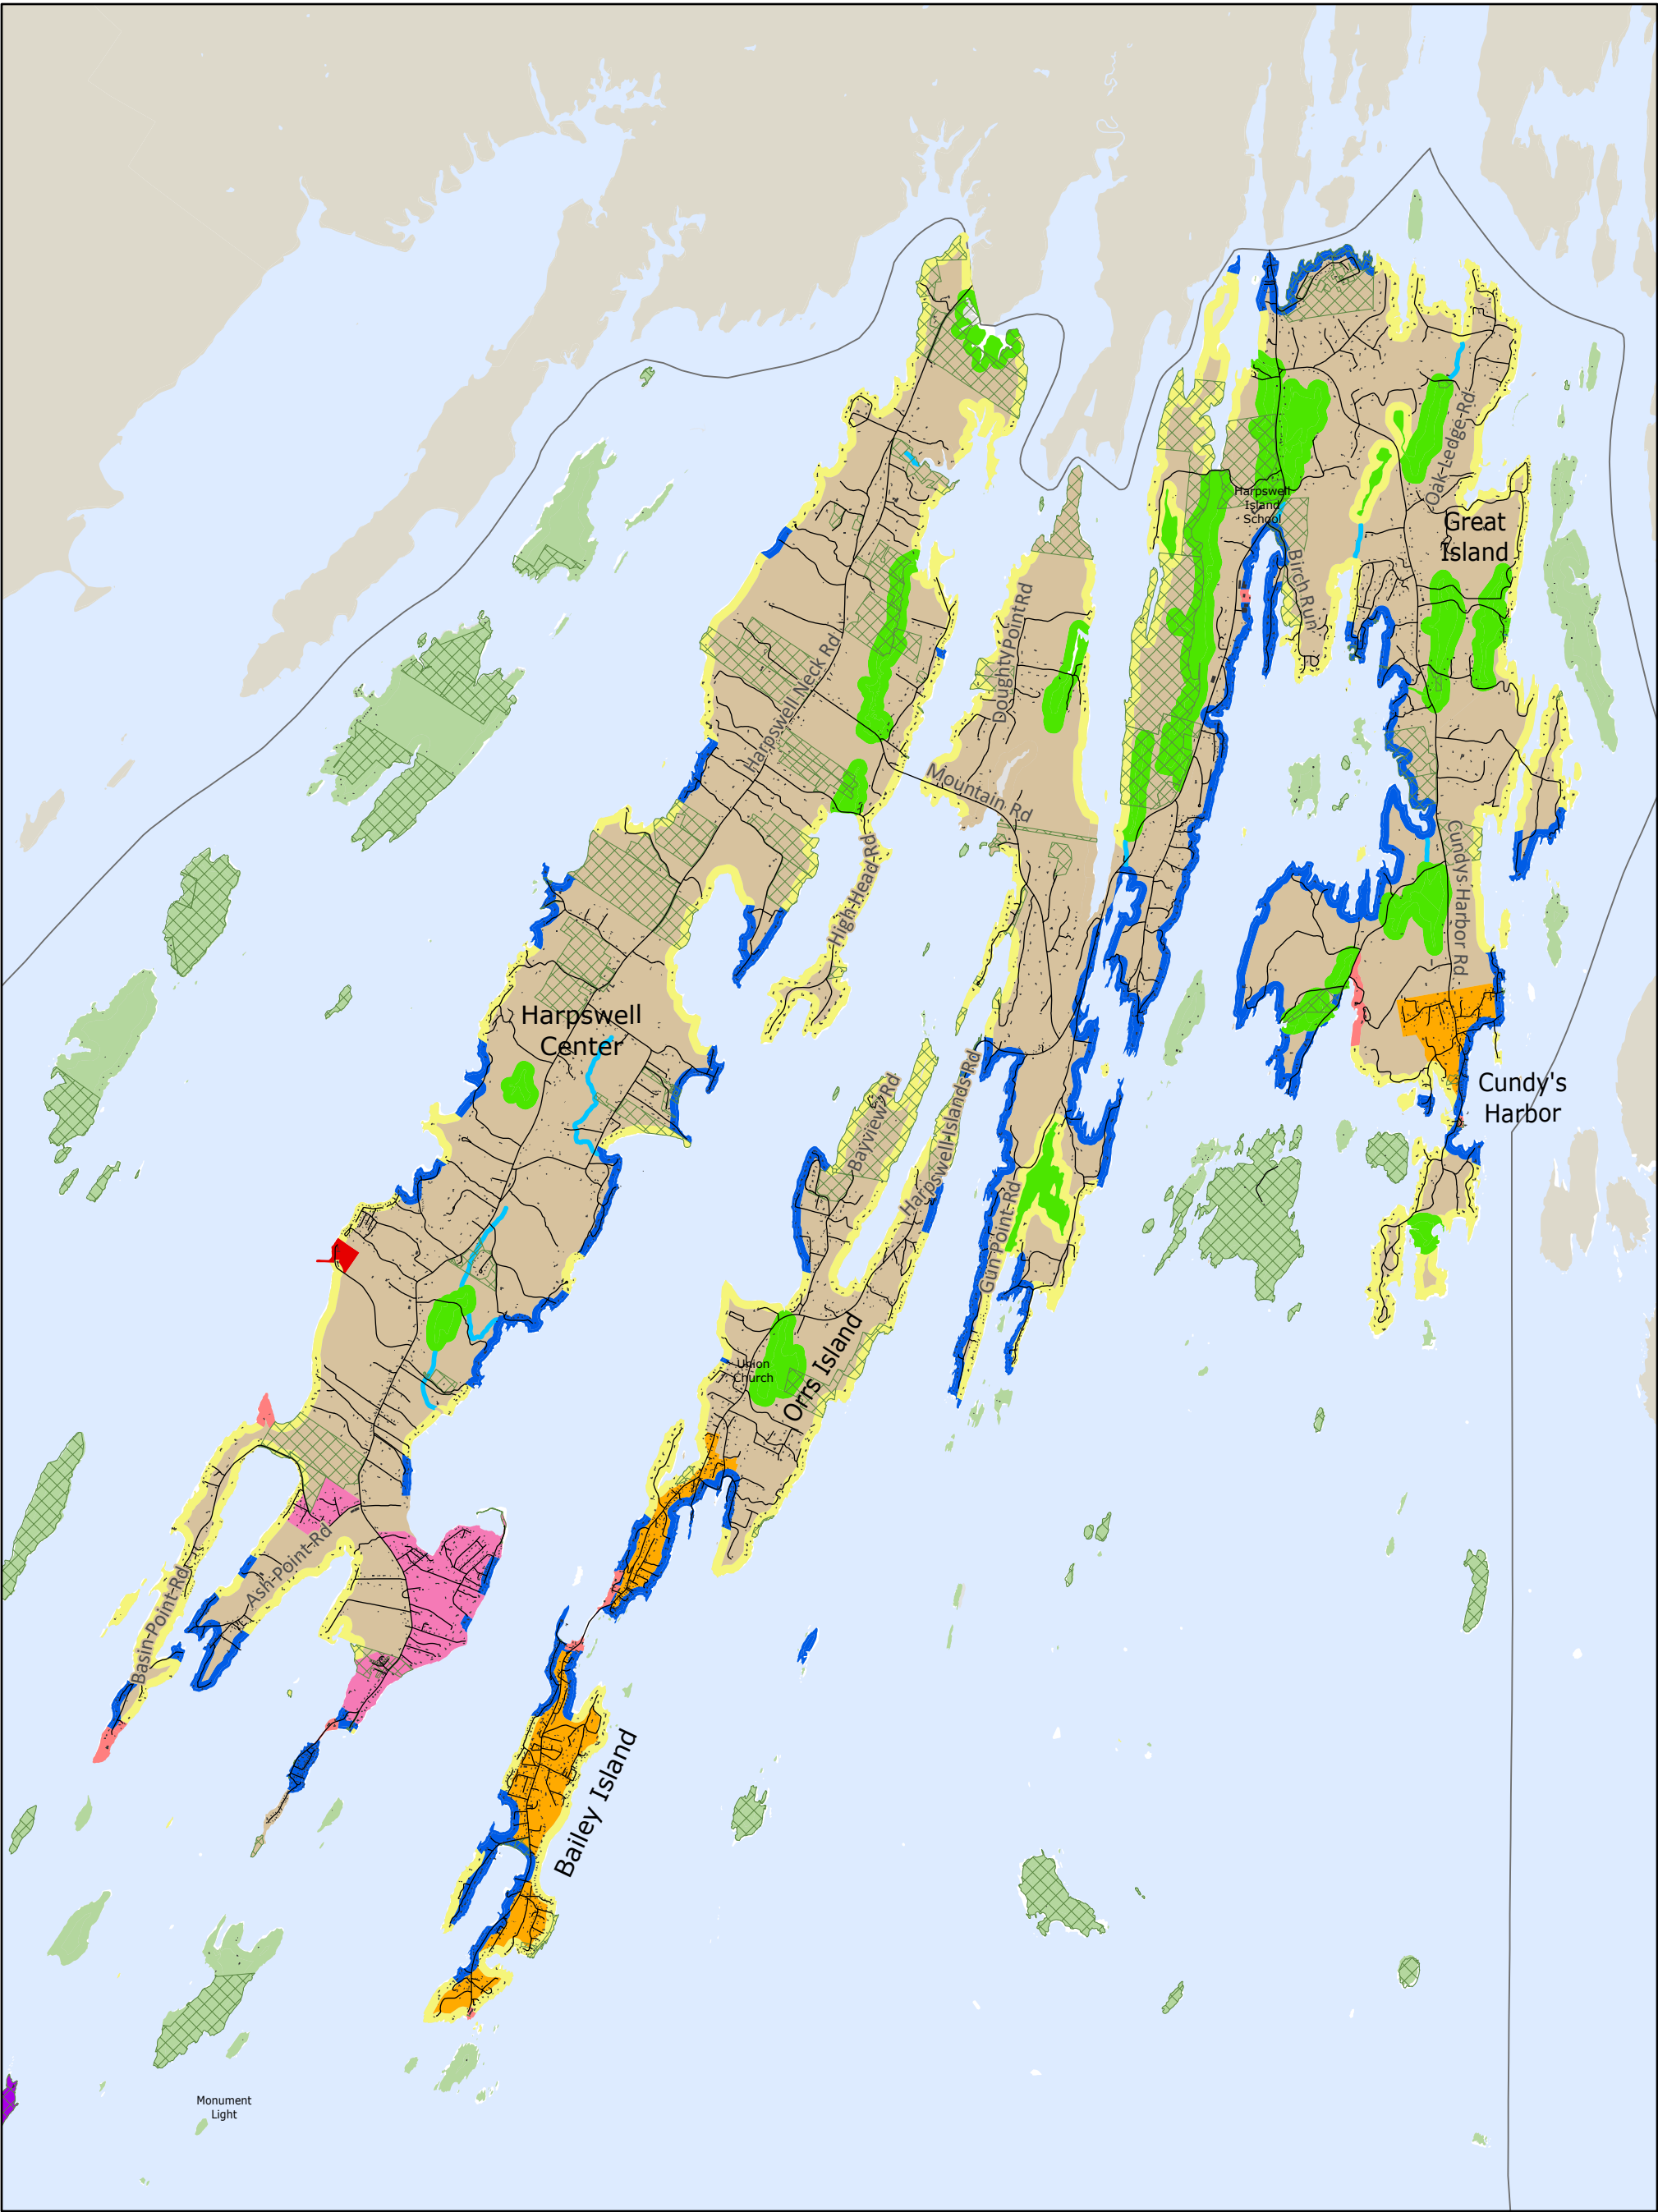 Harpswell
Island
School
Oak-Ledge-Rd
Great
Island
Birch Run
Doughty Point Rd
Harpswell Neck Rd
Mountain Rd
High-Head-Rd
Cundys-Harbor Rd
Harpswell
Center
Cundy's
Harbor
Bayview-Rd
Harpswell-Islands-Rd
Gun-Point-Rd
Union
Church
Orrs Island
Ash-Point-Rd
Basin-Point-Rd
Bailey Island
Monument
Light